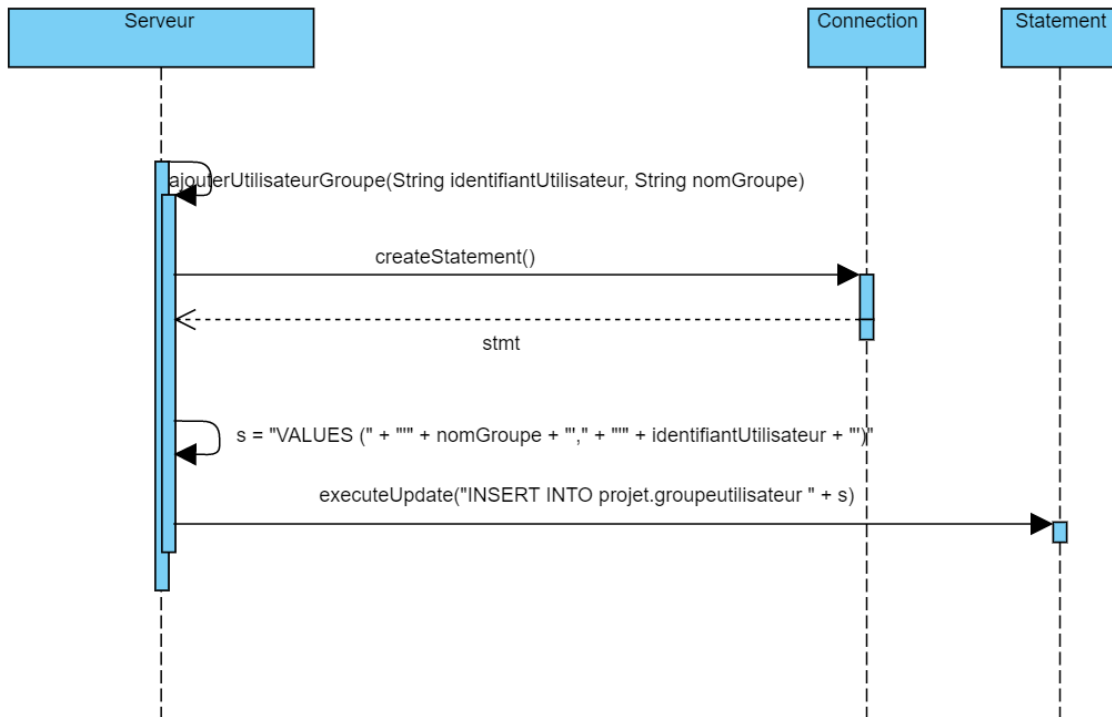 Serveur
Connection
Statement
ajouterUtilisateurGroupe(String identifiantUtilisateur, String nomGroupe)
createStatement()
stmt
s = "VALUES (" + "'" + nomGroupe + "'," + "'" + identifiantUtilisateur + "')"
executeUpdate("INSERT INTO projet.groupeutilisateur " + s)